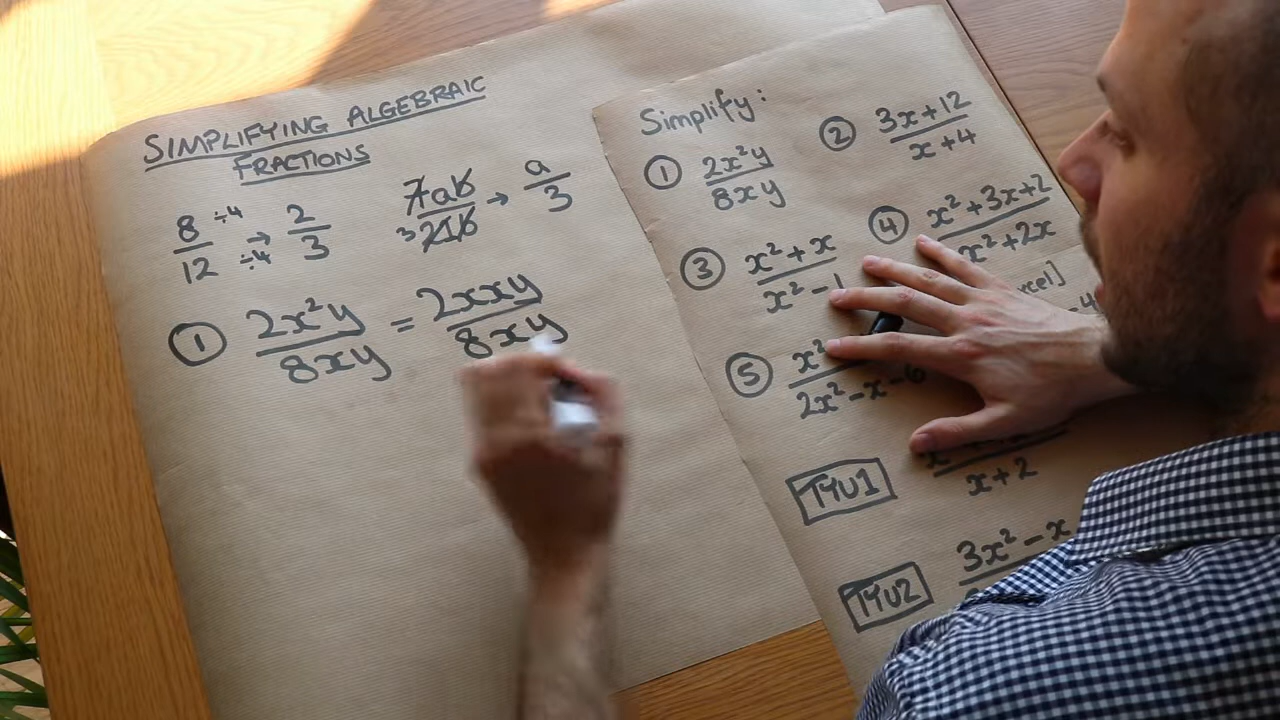 SIMPLIFYING ALGEBRAIC
FRACTIONS
8/12 ÷4 → ÷4 2/3
7ab/21b 3 → a/3
① 2x²y/8xy = 2xxy/8xy
Simplify:
① 2x²y/8xy
② 3x+12/x+4
③ x²+x/x²-1
④ x²+3x+2/x²+2x
⑤ x²/2x²-x-6
TYU1
x+2
TYU2
3x²-x